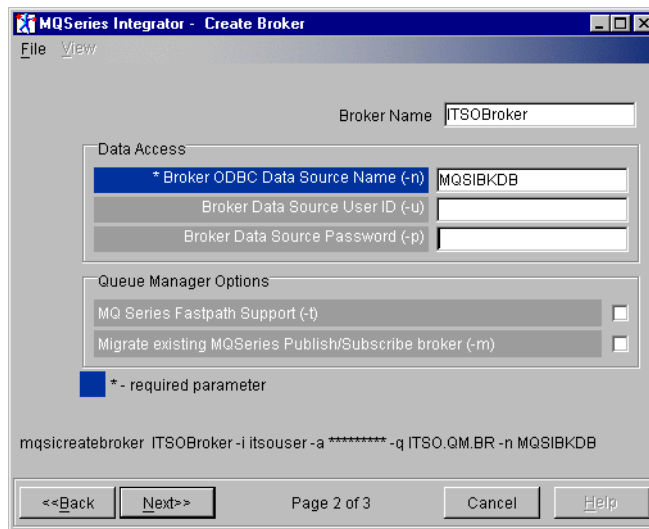 MQSeries Integrator - Create Broker
File View
Broker Name ITSOBroker
Data Access
* Broker ODBC Data Source Name (-n) MQSIBKDB
Broker Data Source User ID (-u)
Broker Data Source Password (-p)
Queue Manager Options
MQ Series Fastpath Support (-t)
Migrate existing MQSeries Publish/Subscribe broker (-m)
* - required parameter
mqsicreatebroker ITSOBroker -i itsouser -a ********* -q ITSO.QM.BR -n MQSIBKDB
<<Back Next>> Page 2 of 3 Cancel Help